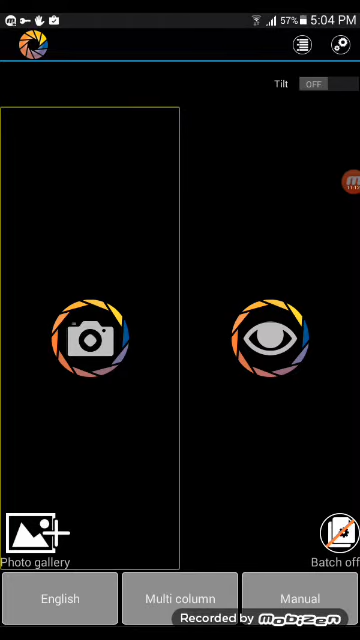 57% 5:04 PM
Tilt OFF
Photo gallery
Batch off
English
Multi column
Manual
Recorded by MOBIZEN